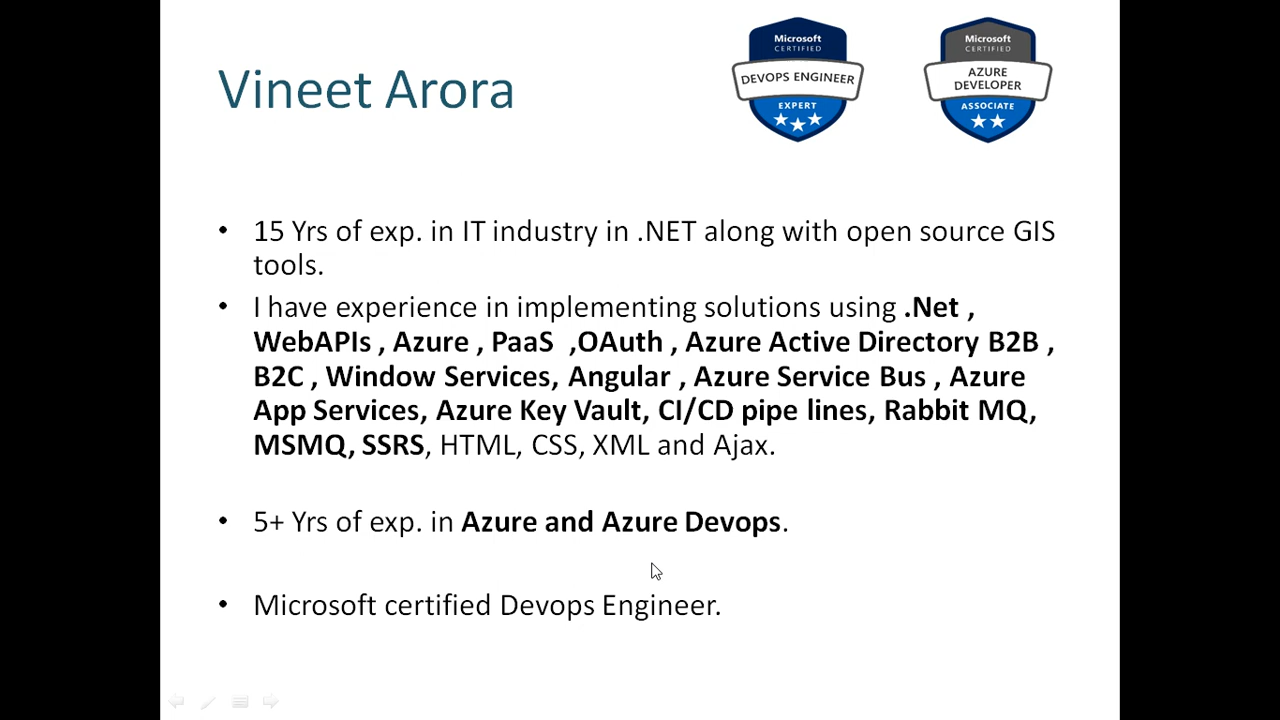 Vineet Arora
Microsoft
CERTIFIED
DEVOPS ENGINEER
EXPERT
Microsoft
CERTIFIED
AZURE
DEVELOPER
ASSOCIATE
• 15 Yrs of exp. in IT industry in .NET along with open source GIS
tools.
• I have experience in implementing solutions using .Net ,
WebAPIs , Azure , PaaS ,OAuth , Azure Active Directory B2B ,
B2C , Window Services, Angular , Azure Service Bus , Azure
App Services, Azure Key Vault, CI/CD pipe lines, Rabbit MQ,
MSMQ, SSRS, HTML, CSS, XML and Ajax.
• 5+ Yrs of exp. in Azure and Azure Devops.
• Microsoft certified Devops Engineer.